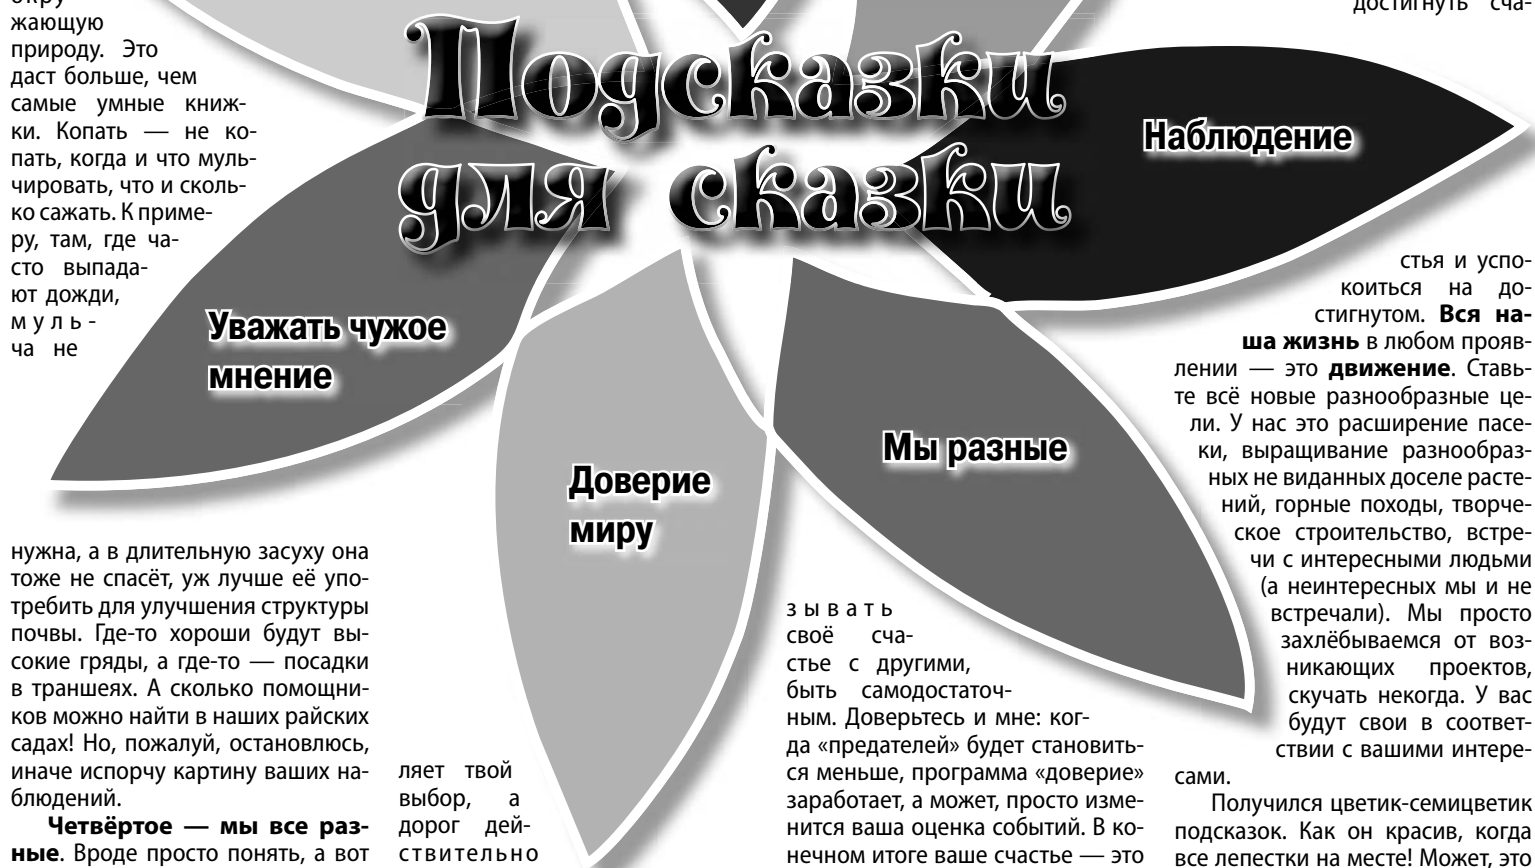 окру-
жающую
природу. Это
даст больше, чем
самые умные книж-
ки. Копать — не ко-
пать, когда и что муль-
чировать, что и сколь-
ко сажать. К приме-
ру, там, где ча-
сто выпада-
ют дожди,
муль-
ча не
нужна, а в длительную засуху она
тоже не спасёт, уж лучше её упо-
требить для улучшения структуры
почвы. Где-то хороши будут вы-
сокие гряды, а где-то — посадки
в траншеях. А сколько помощни-
ков можно найти в наших райских
садах! Но, пожалуй, остановлюсь,
иначе испорчу картину ваших на-
блюдений.
Четвёртое — мы все раз-
ные. Вроде просто понять, а вот
Подсказки
для сказки
Уважать чужое
мнение
Доверие
миру
Мы разные
Наблюдение
ляет твой
выбор, а
дорог дей-
ствительно
зывать
своё сча-
стье с другими,
быть самодостаточ-
ным. Доверьтесь и мне: ког-
да «предателей» будет становить-
ся меньше, программа «доверие»
заработает, а может, просто изме-
нится ваша оценка событий. В ко-
нечном итоге ваше счастье — это
достигнуть сча-
стья и успо-
коиться на до-
стигнутом. Вся на-
ша жизнь в любом прояв-
лении — это движение. Ставь-
те всё новые разнообразные це-
ли. У нас это расширение пасе-
ки, выращивание разнообраз-
ных не виданных доселе расте-
ний, горные походы, творче-
ское строительство, встре-
чи с интересными людьми
(а неинтересных мы и не
встречали). Мы просто
захлёбываемся от воз-
никающих проектов,
скучать некогда. У вас
будут свои в соответ-
ствии с вашими интере-
сами.
Получился цветик-семицветик
подсказок. Как он красив, когда
все лепестки на месте! Может, это